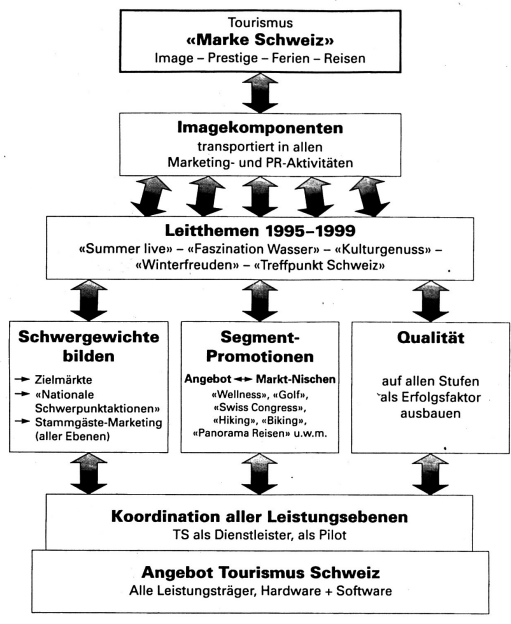 Tourismus
«Marke Schweiz»
Image – Prestige – Ferien – Reisen
Imagekomponenten
transportiert in allen
Marketing- und PR-Aktivitäten
Leitthemen 1995–1999
«Summer live» – «Faszination Wasser» – «Kulturgenuss» –
«Winterfreuden» – «Treffpunkt Schweiz»
Schwergewichte
bilden
Zielmärkte
«Nationale
Schwerpunktaktionen»
Stammgäste-Marketing
(aller Ebenen)
Segment-
Promotionen
Angebot ◄─► Markt-Nischen
«Wellness», «Golf»,
«Swiss Congress»,
«Hiking», «Biking»,
«Panorama Reisen» u.w.m.
Qualität
auf allen Stufen
als Erfolgsfaktor
ausbauen
Koordination aller Leistungsebenen
TS als Dienstleister, als Pilot
Angebot Tourismus Schweiz
Alle Leistungsträger, Hardware + Software